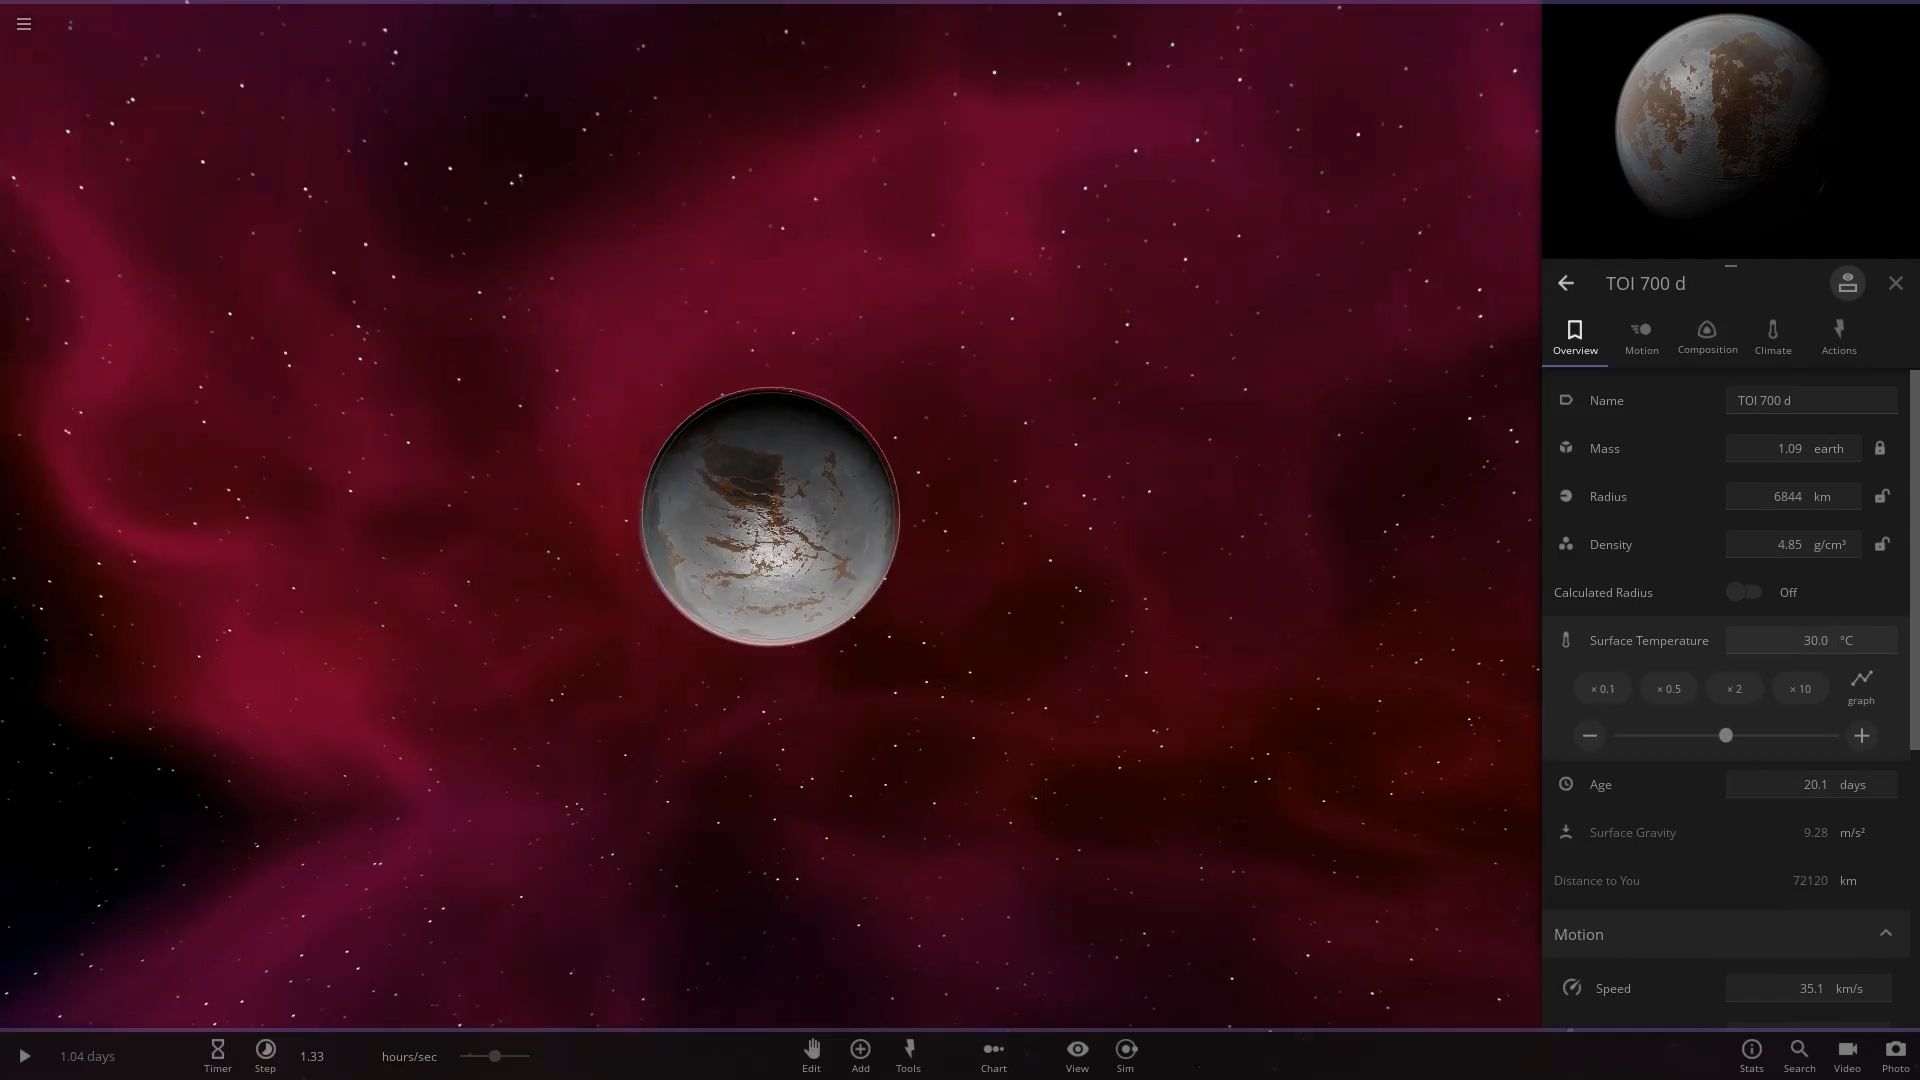 TOI 700 d
Overview
Motion
Composition
Climate
Actions
Name TOI 700 d
Mass 1.09 earth
Radius 6844 km
Density 4.85 g/cm³
Calculated Radius Off
Surface Temperature 30.0 °C
× 0.1 × 0.5 × 2 × 10 graph
Age 20.1 days
Surface Gravity 9.28 m/s²
Distance to You 72120 km
Motion
Speed 35.1 km/s
1.04 days Timer Step 1.33 hours/sec Edit Add Tools Chart View Sim Stats Search Video Photo